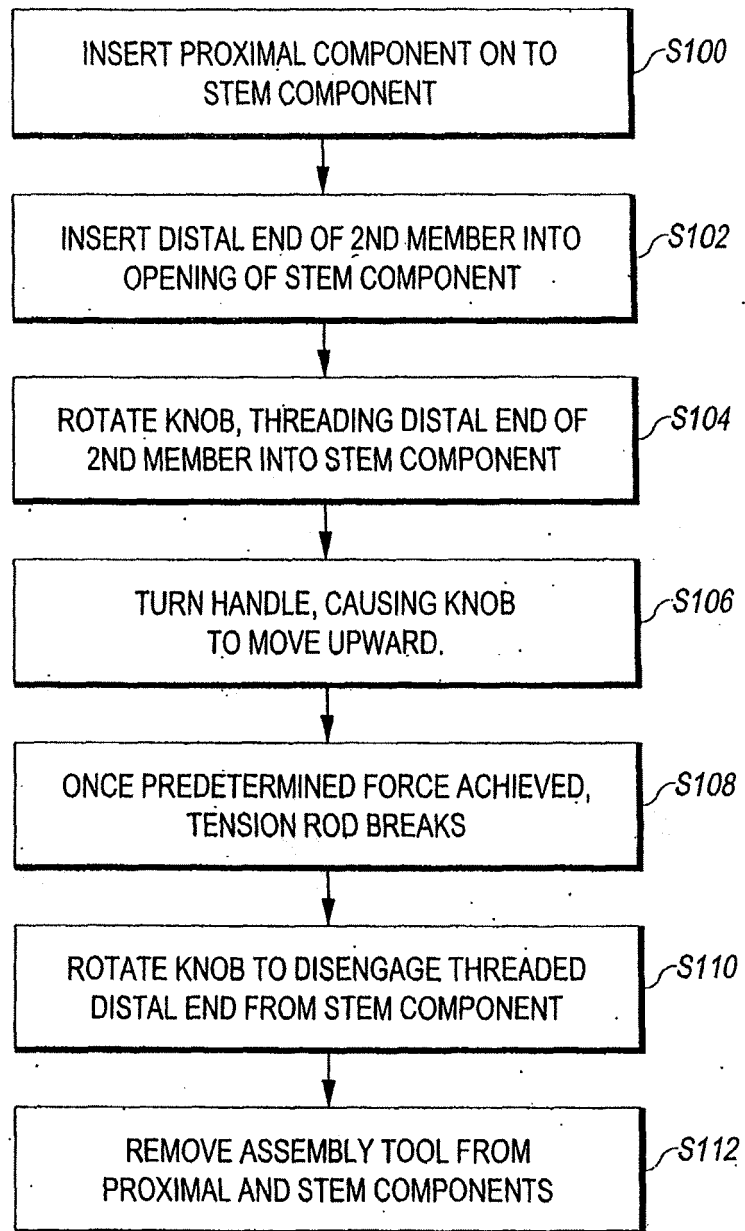 INSERT PROXIMAL COMPONENT ON TO
STEM COMPONENT
S100
INSERT DISTAL END OF 2ND MEMBER INTO
OPENING OF STEM COMPONENT
S102
ROTATE KNOB, THREADING DISTAL END OF
2ND MEMBER INTO STEM COMPONENT
S104
TURN HANDLE, CAUSING KNOB
TO MOVE UPWARD.
S106
ONCE PREDETERMINED FORCE ACHIEVED,
TENSION ROD BREAKS
S108
ROTATE KNOB TO DISENGAGE THREADED
DISTAL END FROM STEM COMPONENT
S110
REMOVE ASSEMBLY TOOL FROM
PROXIMAL AND STEM COMPONENTS
S112